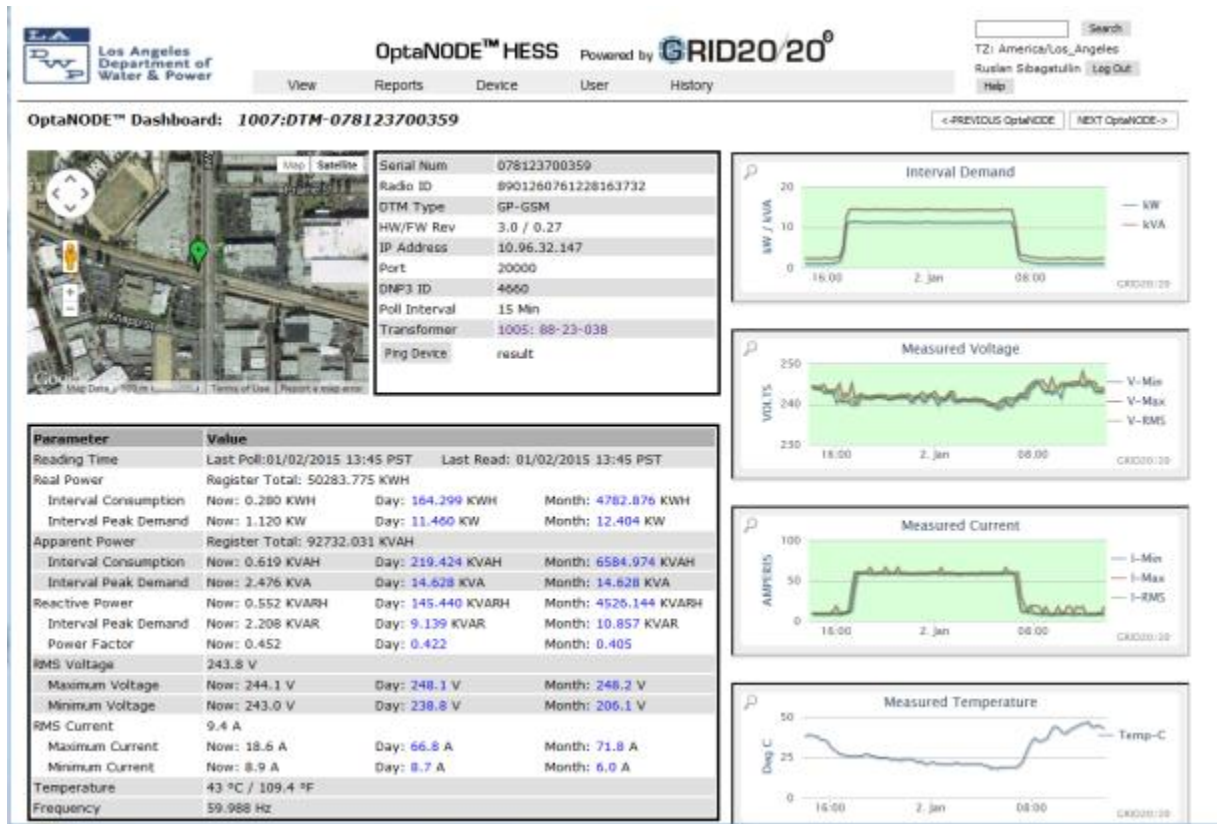 L.A.
DWP
Los Angeles
Department of
Water & Power
OptaNODE™ HESS Powered by GRID20/20®
Search
TZ: America/Los_Angeles
Ruslan Sibagatullin Log Out
Help
View Reports Device User History
OptaNODE™ Dashboard: 1007:DTM-078123700359
<-PREVIOUS OptaNODE NEXT OptaNODE->
Map Satellite
Map Data 100 m Terms of Use Report a map error
Serial Num 078123700359
Radio ID 8901260761228163732
DTM Type GP-GSM
HW/FW Rev 3.0 / 0.27
IP Address 10.96.32.147
Port 20000
DNP3 ID 4660
Poll Interval 15 Min
Transformer 1005: 88-23-038
Ping Device result
Parameter Value
Reading Time Last Poll:01/02/2015 13:45 PST Last Read: 01/02/2015 13:45 PST
Real Power Register Total: 50283.775 KWH
Interval Consumption Now: 0.280 KWH Day: 164.299 KWH Month: 4782.876 KWH
Interval Peak Demand Now: 1.120 KW Day: 11.460 KW Month: 12.404 KW
Apparent Power Register Total: 92732.031 KVAH
Interval Consumption Now: 0.619 KVAH Day: 219.424 KVAH Month: 6584.974 KVAH
Interval Peak Demand Now: 2.476 KVA Day: 14.628 KVA Month: 14.628 KVA
Reactive Power Now: 0.552 KVARH Day: 145.440 KVARH Month: 4526.144 KVARH
Interval Peak Demand Now: 2.208 KVAR Day: 9.139 KVAR Month: 10.857 KVAR
Power Factor Now: 0.452 Day: 0.422 Month: 0.405
RMS Voltage 243.8 V
Maximum Voltage Now: 244.1 V Day: 248.1 V Month: 248.2 V
Minimum Voltage Now: 243.0 V Day: 238.8 V Month: 206.1 V
RMS Current 9.4 A
Maximum Current Now: 18.6 A Day: 66.8 A Month: 71.8 A
Minimum Current Now: 8.9 A Day: 8.7 A Month: 6.0 A
Temperature 43 ºC / 109.4 ºF
Frequency 59.988 Hz
Interval Demand
kW / kVA
20
10
0
16:00 2. Jan 08:00
kW
kVA
GRID20/20
Measured Voltage
VOLTS
250
240
230
16:00 2. Jan 08:00
V-Min
V-Max
V-RMS
GRID20/20
Measured Current
AMPERES
100
50
0
16:00 2. Jan 08:00
I-Min
I-Max
I-RMS
GRID20/20
Measured Temperature
Deg C
50
25
0
16:00 2. Jan 08:00
Temp-C
GRID20/20